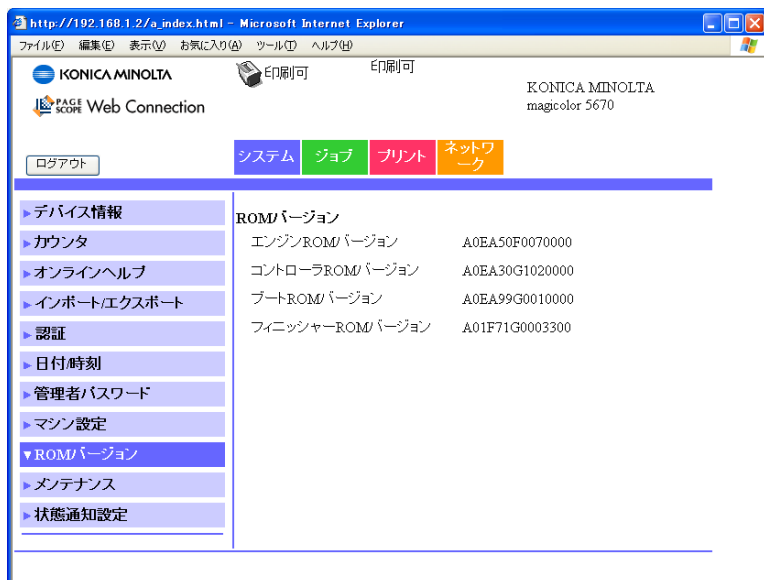 http://192.168.1.2/a_index.html - Microsoft Internet Explorer
ファイル(F) 編集(E) 表示(V) お気に入り(A) ツール(T) ヘルプ(H)
KONICA MINOLTA
印刷可
印刷可
KONICA MINOLTA
magicolor 5670
PAGE SCOPE Web Connection
ログアウト
システム ジョブ プリント ネットワ
ーク
デバイス情報
カウンタ
オンラインヘルプ
インポート/エクスポート
認証
日付/時刻
管理者パスワード
マシン設定
ROMバージョン
メンテナンス
状態通知設定
ROMバージョン
エンジンROMバージョン A0EA50F0070000
コントローラROMバージョン A0EA30G1020000
ブートROMバージョン A0EA99G0010000
フィニッシャーROMバージョン A01F71G0003300